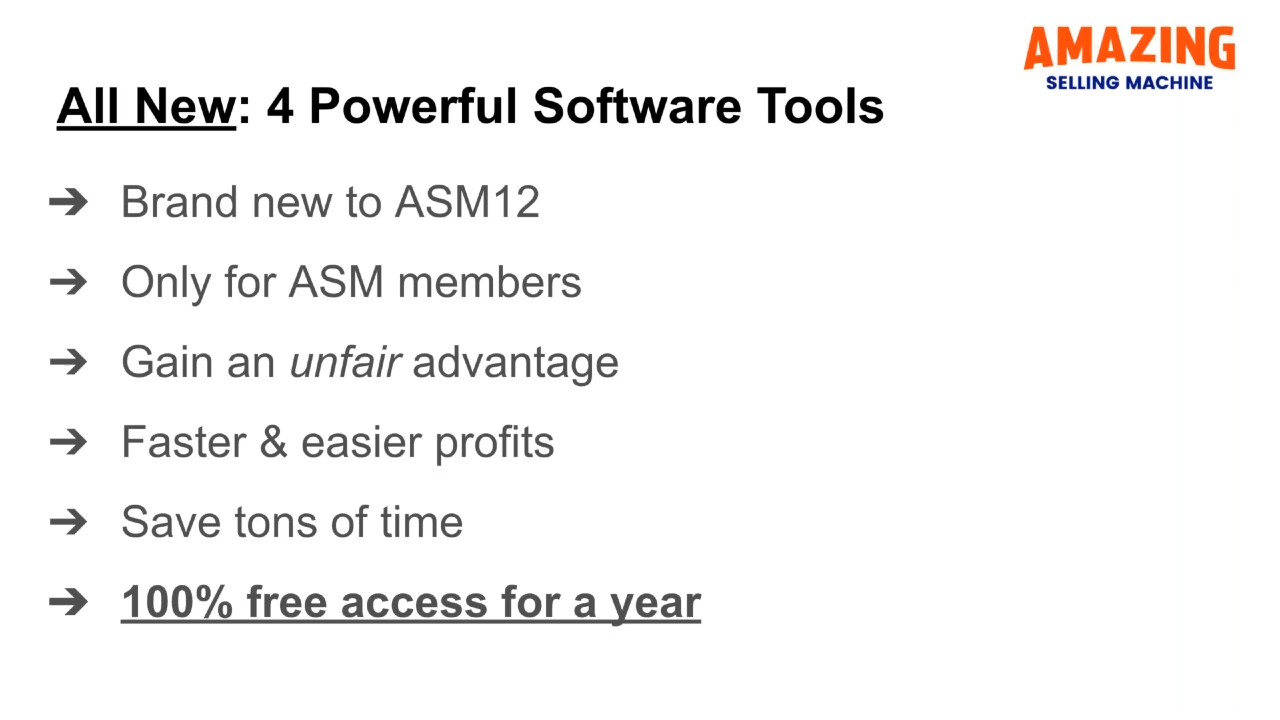 AMAZING
SELLING MACHINE
All New: 4 Powerful Software Tools
➔ Brand new to ASM12
➔ Only for ASM members
➔ Gain an unfair advantage
➔ Faster & easier profits
➔ Save tons of time
➔ 100% free access for a year